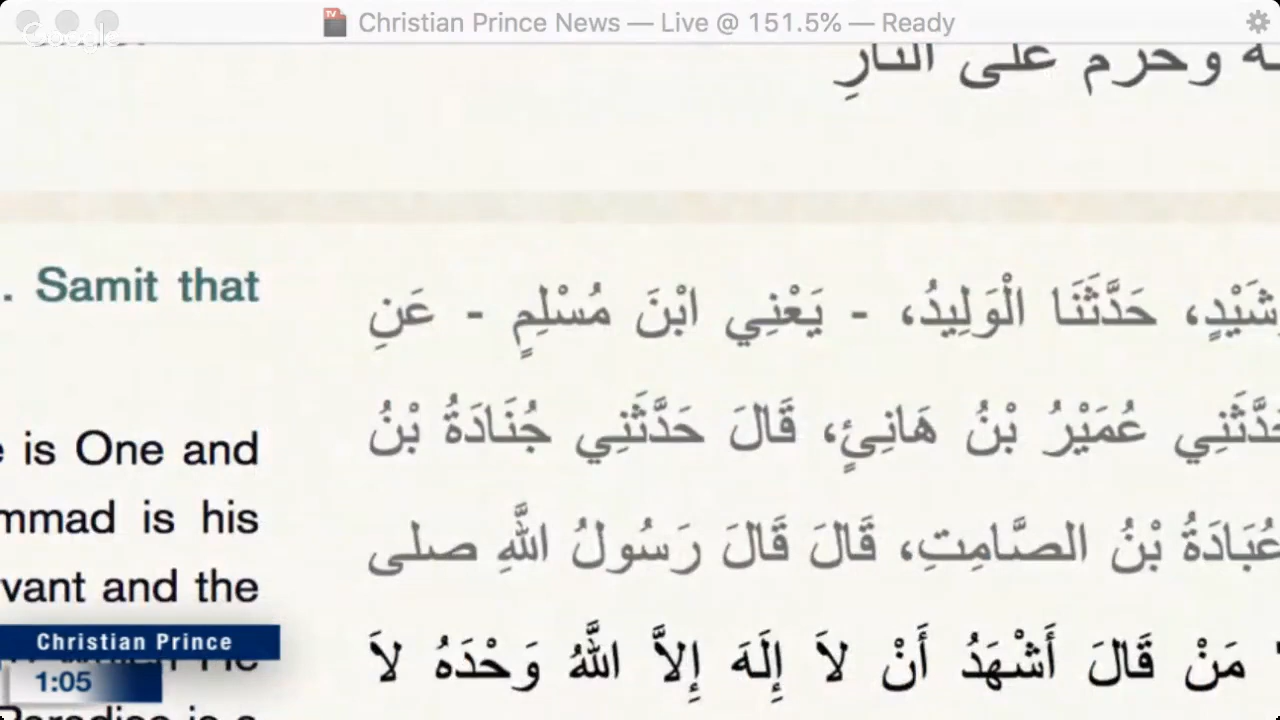 Christian Prince News — Live @ 151.5% — Ready
Google
وحرم على النارِ
. Samit that
حَدَّثَنَا الْوَلِيدُ، - يَعْنِي ابْنَ مُسْلِمٍ - عَنِ
عُمَيْرُ بْنُ هَانِئٍ، قَالَ حَدَّثَنِي جُنَادَةُ بْنُ
is One and
عُبَادَةُ بْنُ الصَّامِتِ، قَالَ قَالَ رَسُولُ اللَّهِ صلى
is his
and the
مَنْ قَالَ أَشْهَدُ أَنْ لاَ إِلَهَ إِلاَّ اللَّهُ وَحْدَهُ لاَ
Christian Prince
1:05